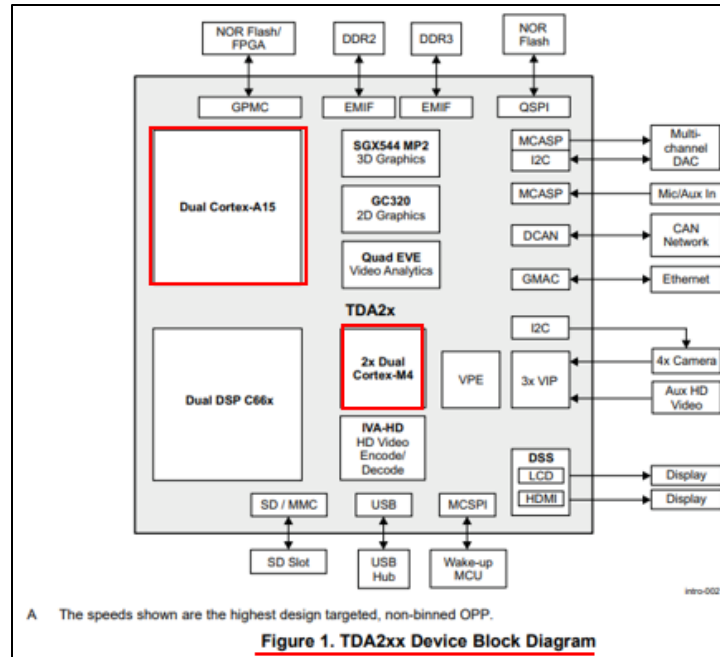 NOR Flash/
FPGA
DDR2
DDR3
NOR
Flash
GPMC
EMIF
EMIF
QSPI
Dual Cortex-A15
SGX544 MP2
3D Graphics
GC320
2D Graphics
Quad EVE
Video Analytics
MCASP
I2C
Multi-
channel
DAC
MCASP
Mic/Aux In
DCAN
CAN
Network
GMAC
Ethernet
TDA2x
I2C
Dual DSP C66x
2x Dual
Cortex-M4
VPE
3x VIP
4x Camera
Aux HD
Video
IVA-HD
HD Video
Encode/
Decode
DSS
LCD
HDMI
Display
Display
SD / MMC
USB
MCSPI
SD Slot
USB
Hub
Wake-up
MCU
intro-002
A The speeds shown are the highest design targeted, non-binned OPP.
Figure 1. TDA2xx Device Block Diagram